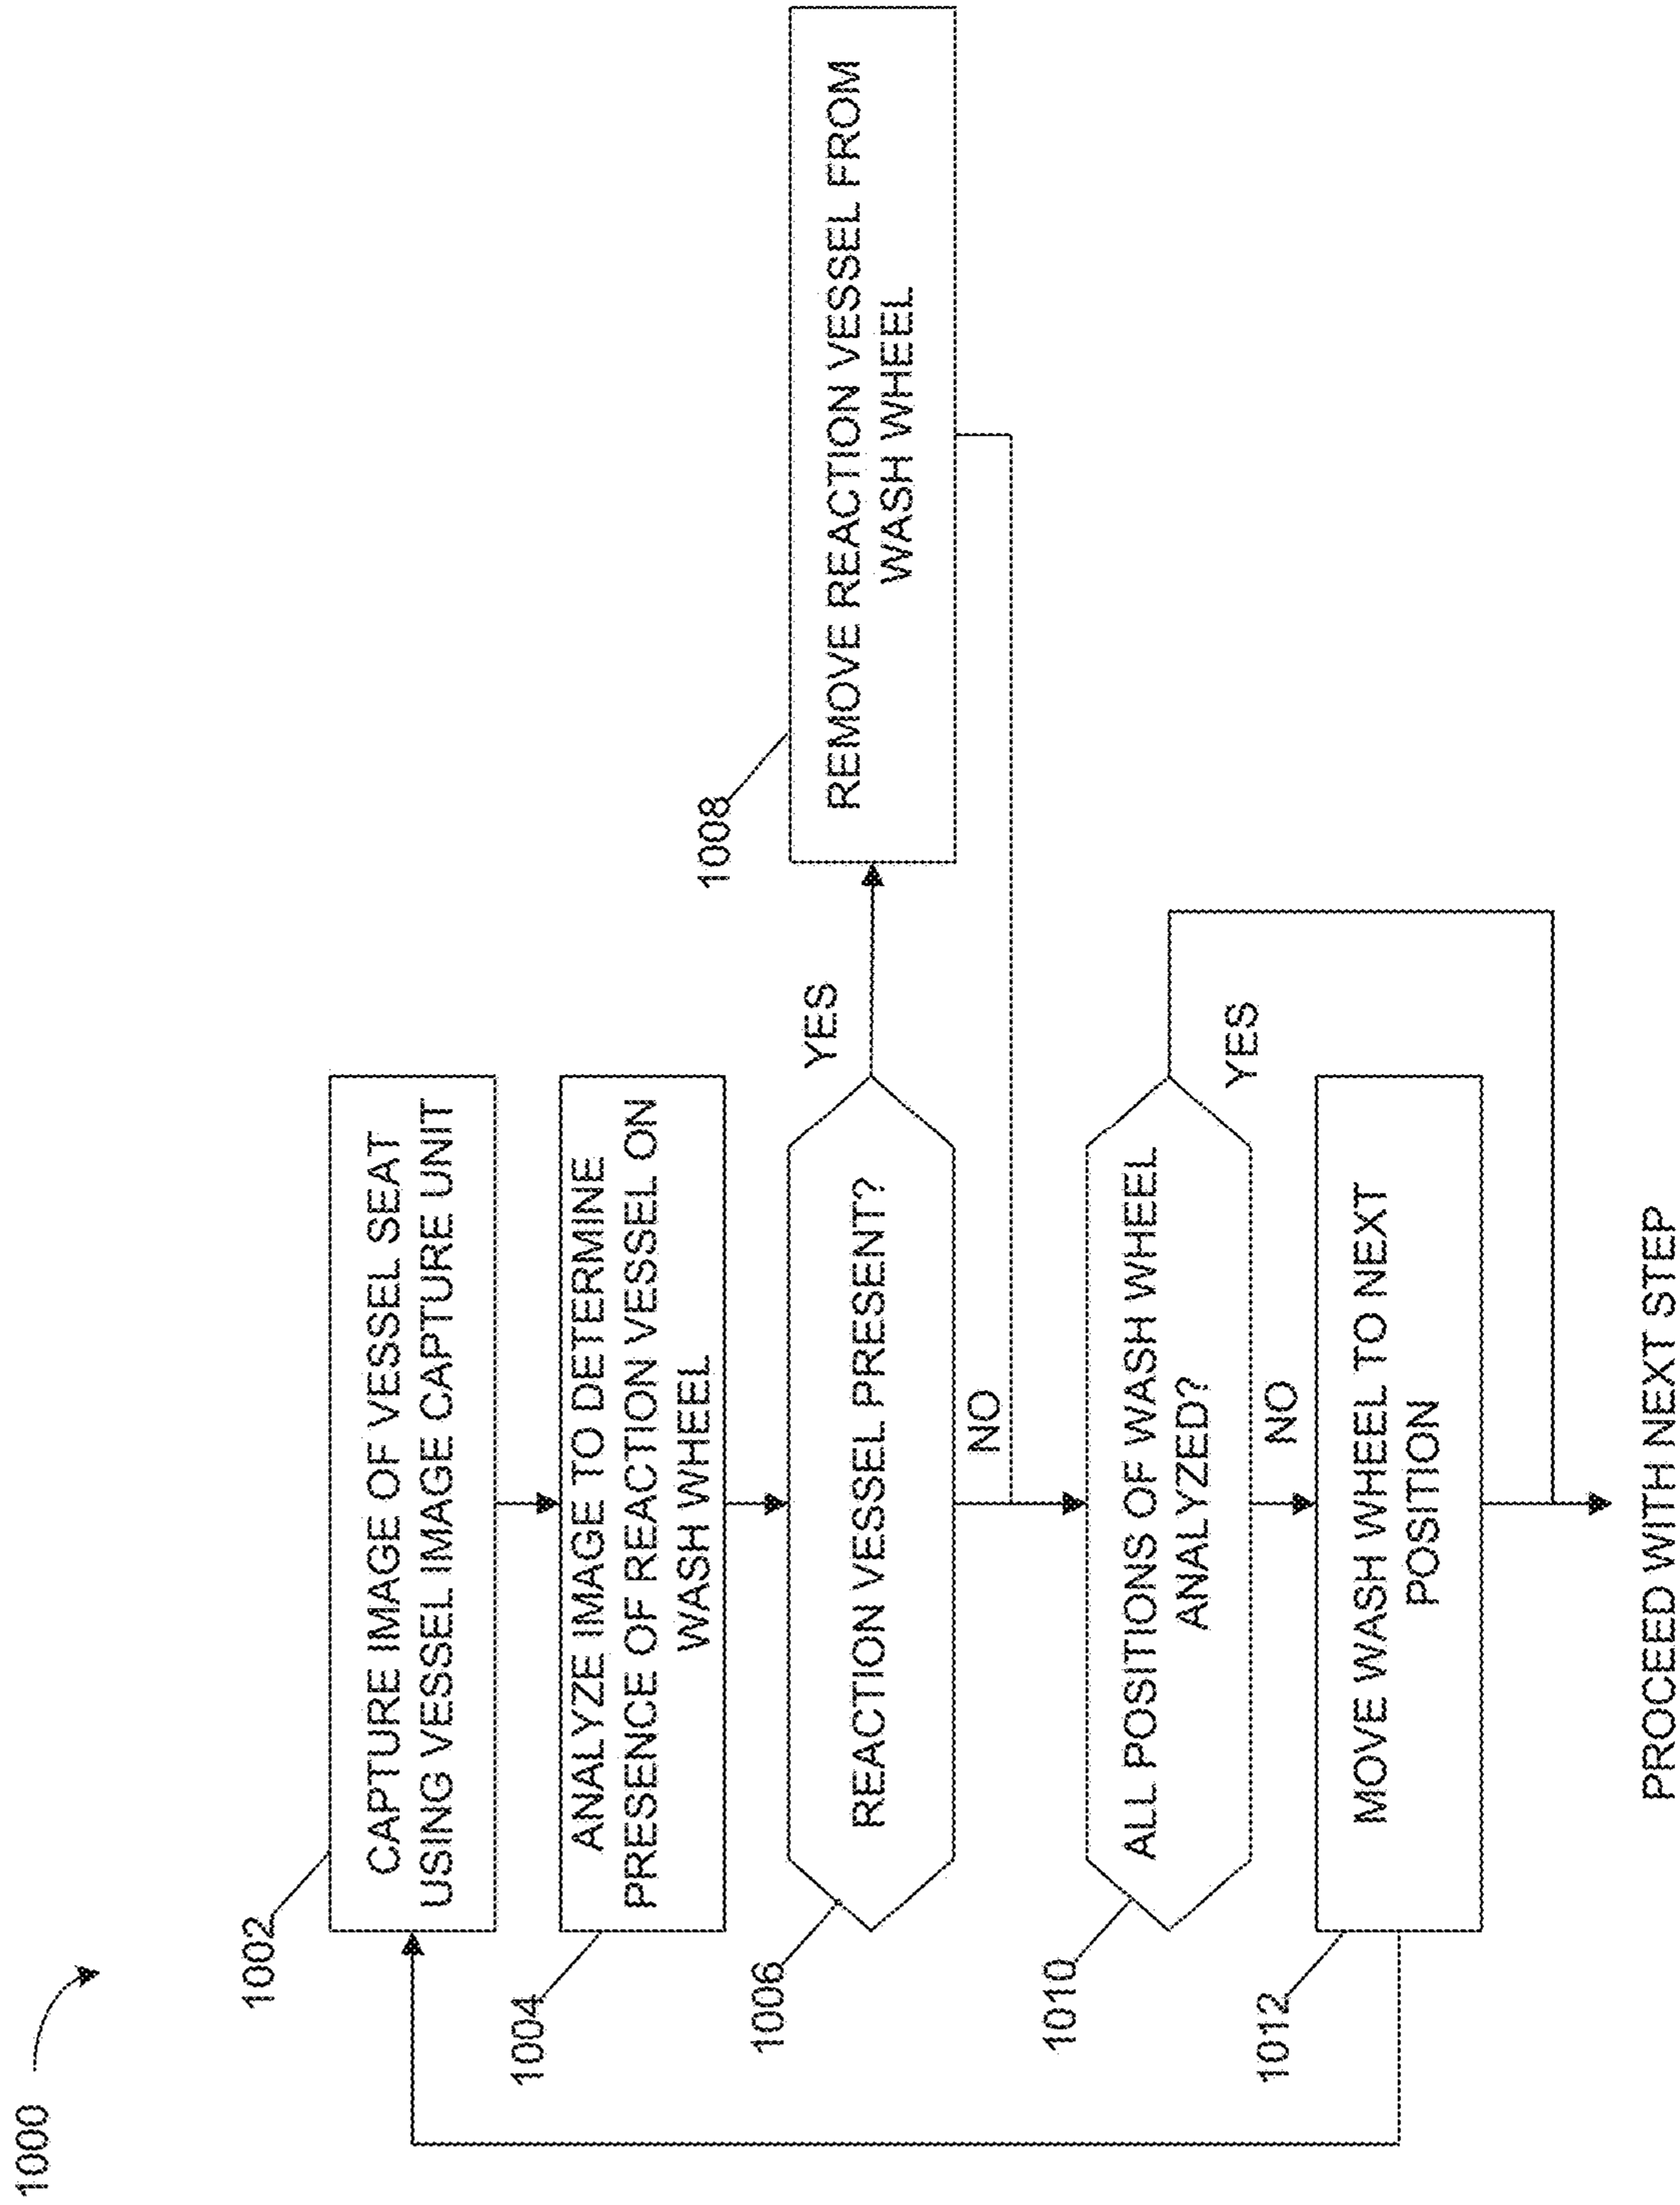 1000
1002
CAPTURE IMAGE OF VESSEL SEAT
USING VESSEL IMAGE CAPTURE UNIT
1004
ANALYZE IMAGE TO DETERMINE
PRESENCE OF REACTION VESSEL ON
WASH WHEEL
1006
REACTION VESSEL PRESENT?
YES
1008
REMOVE REACTION VESSEL FROM
WASH WHEEL
NO
1010
ALL POSITIONS OF WASH WHEEL
ANALYZED?
YES
NO
1012
MOVE WASH WHEEL TO NEXT
POSITION
PROCEED WITH NEXT STEP